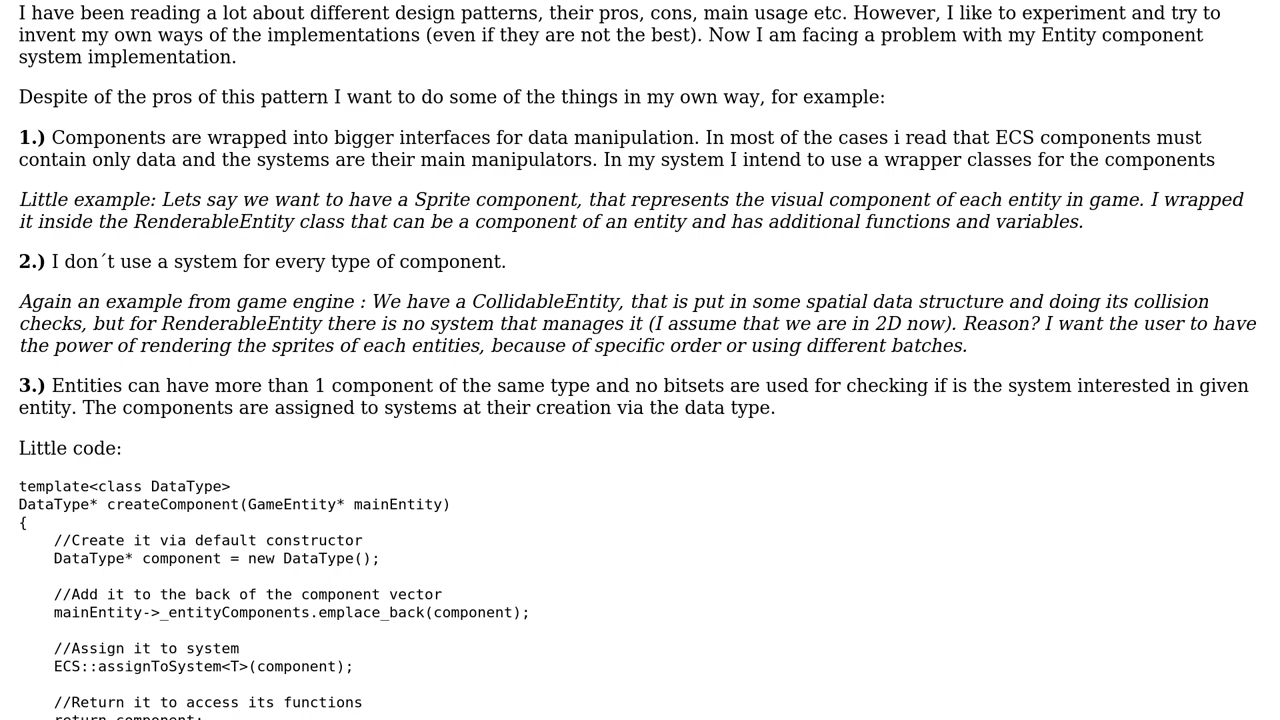 I have been reading a lot about different design patterns, their pros, cons, main usage etc. However, I like to experiment and try to
invent my own ways of the implementations (even if they are not the best). Now I am facing a problem with my Entity component
system implementation.
Despite of the pros of this pattern I want to do some of the things in my own way, for example:
1.) Components are wrapped into bigger interfaces for data manipulation. In most of the cases i read that ECS components must
contain only data and the systems are their main manipulators. In my system I intend to use a wrapper classes for the components
Little example: Lets say we want to have a Sprite component, that represents the visual component of each entity in game. I wrapped
it inside the RenderableEntity class that can be a component of an entity and has additional functions and variables.
2.) I don´t use a system for every type of component.
Again an example from game engine : We have a CollidableEntity, that is put in some spatial data structure and doing its collision
checks, but for RenderableEntity there is no system that manages it (I assume that we are in 2D now). Reason? I want the user to have
the power of rendering the sprites of each entities, because of specific order or using different batches.
3.) Entities can have more than 1 component of the same type and no bitsets are used for checking if is the system interested in given
entity. The components are assigned to systems at their creation via the data type.
Little code:
template<class DataType>
DataType* createComponent(GameEntity* mainEntity)
{
    //Create it via default constructor
    DataType* component = new DataType();
    //Add it to the back of the component vector
    mainEntity->_entityComponents.emplace_back(component);
    //Assign it to system
    ECS::assignToSystem<T>(component);
    //Return it to access its functions
    return component;